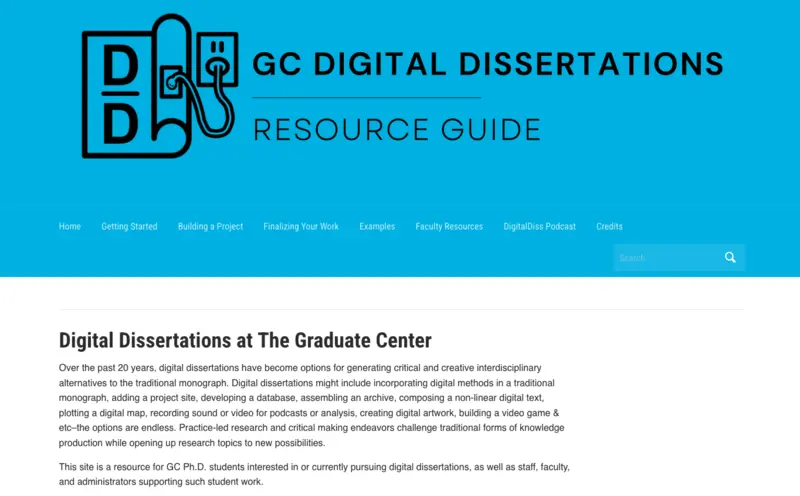 D
D
GC DIGITAL DISSERTATIONS
RESOURCE GUIDE
Home Getting Started Building a Project Finalizing Your Work Examples Faculty Resources DigitalDiss Podcast Credits
Search
Digital Dissertations at The Graduate Center
Over the past 20 years, digital dissertations have become options for generating critical and creative interdisciplinary
alternatives to the traditional monograph. Digital dissertations might include incorporating digital methods in a traditional
monograph, adding a project site, developing a database, assembling an archive, composing a non-linear digital text,
plotting a digital map, recording sound or video for podcasts or analysis, creating digital artwork, building a video game &
etc–the options are endless. Practice-led research and critical making endeavors challenge traditional forms of knowledge
production while opening up research topics to new possibilities.
This site is a resource for GC Ph.D. students interested in or currently pursuing digital dissertations, as well as staff, faculty,
and administrators supporting such student work.